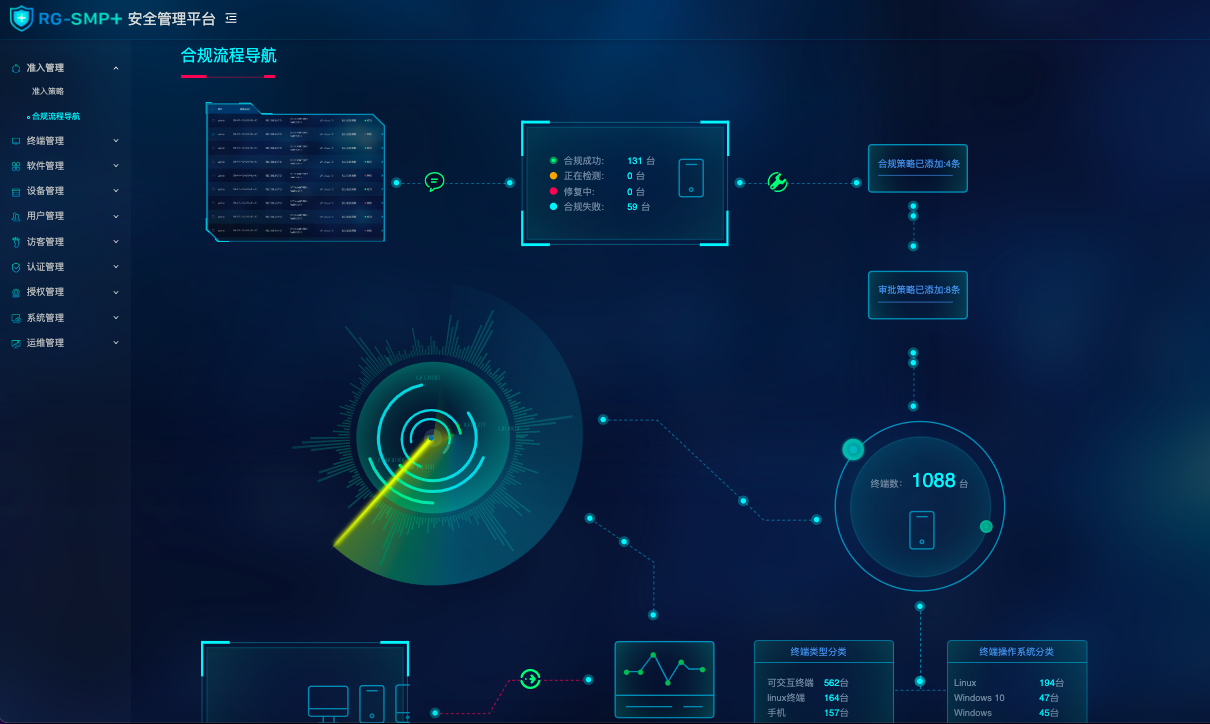 RG-SMP+ 安全管理平台
合规流程导航
准入管理
准入策略
合规流程导航
终端管理
软件管理
设备管理
用户管理
访客管理
认证管理
授权管理
系统管理
运维管理
合规成功: 131 台
正在检测: 0 台
修复中: 0 台
合规失败: 59 台
合规策略已添加:4条
审批策略已添加:8条
终端数: 1088 台
终端类型分类
可交互终端 562台
linux终端 164台
手机 157台
终端操作系统分类
Linux 194台
Windows 10 47台
Windows 45台